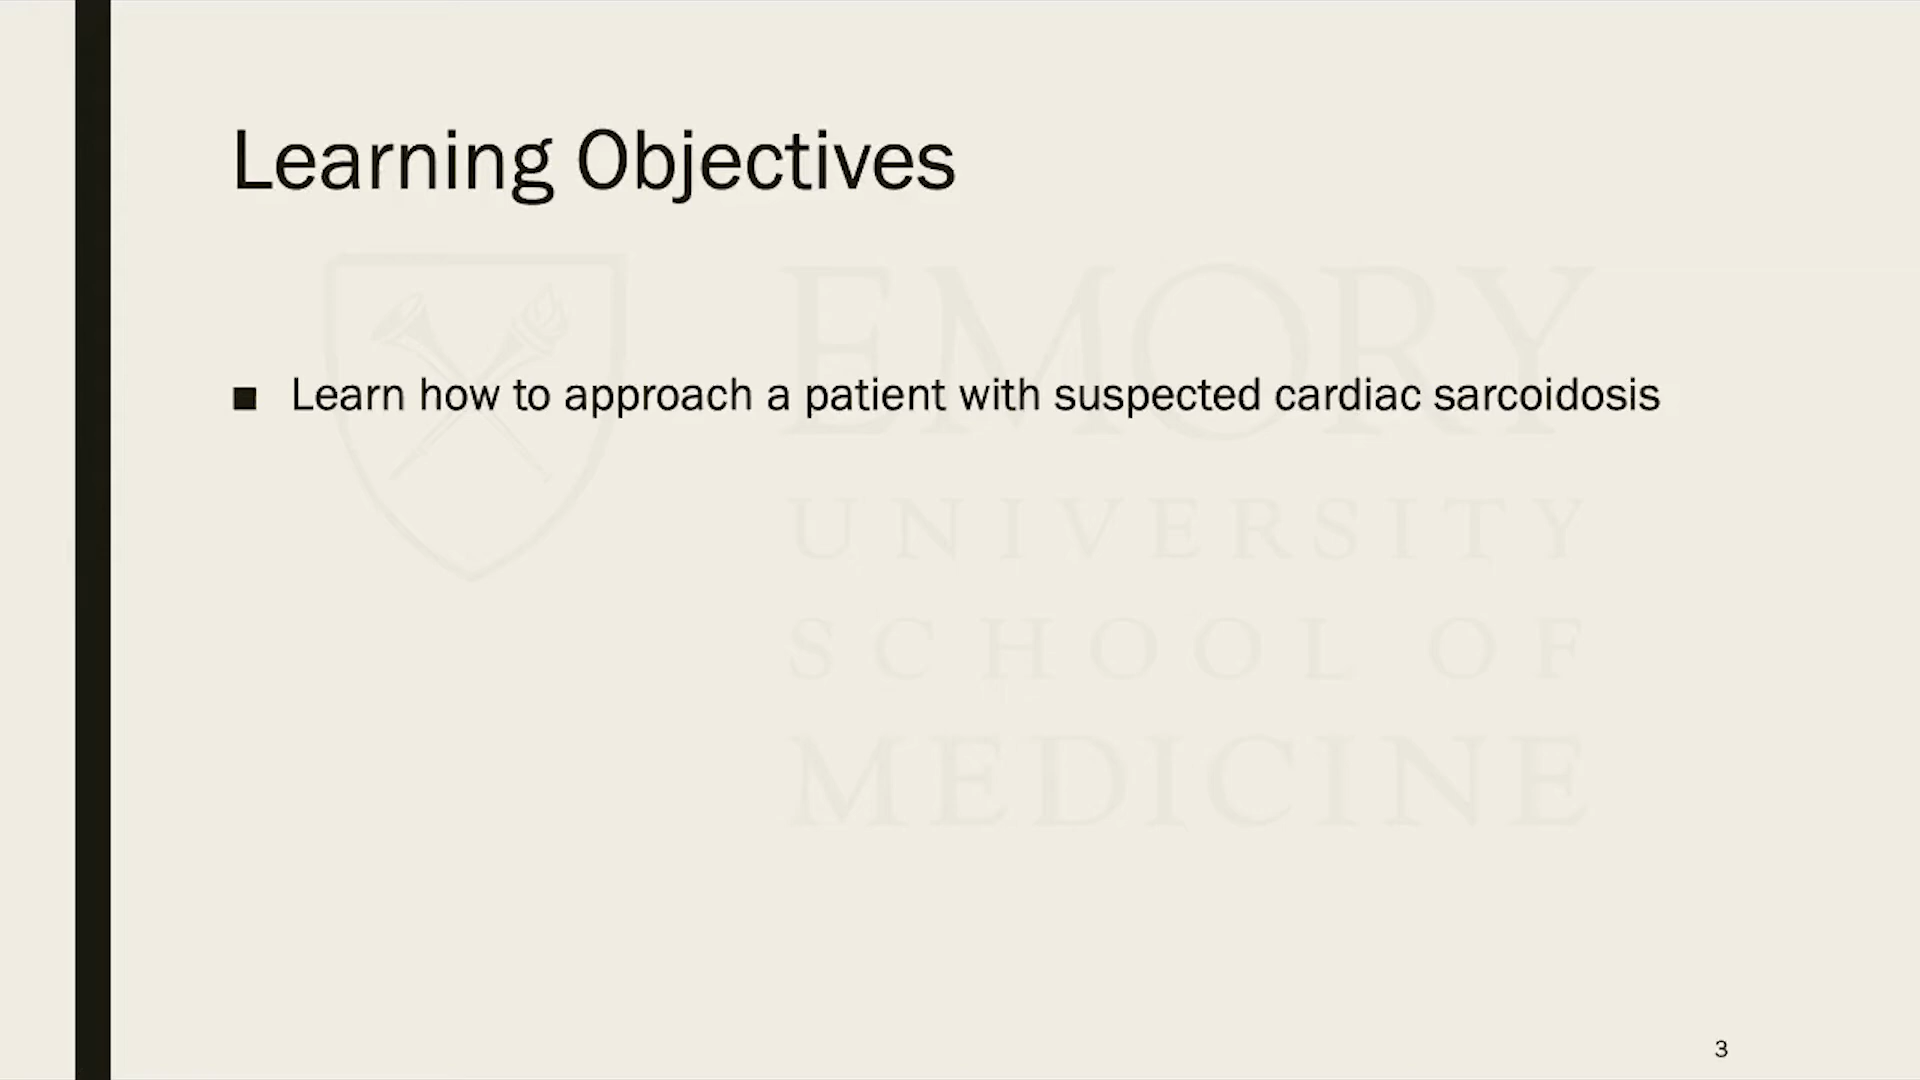 Learning Objectives
■ Learn how to approach a patient with suspected cardiac sarcoidosis
EMORY
UNIVERSITY
SCHOOL OF
MEDICINE
3